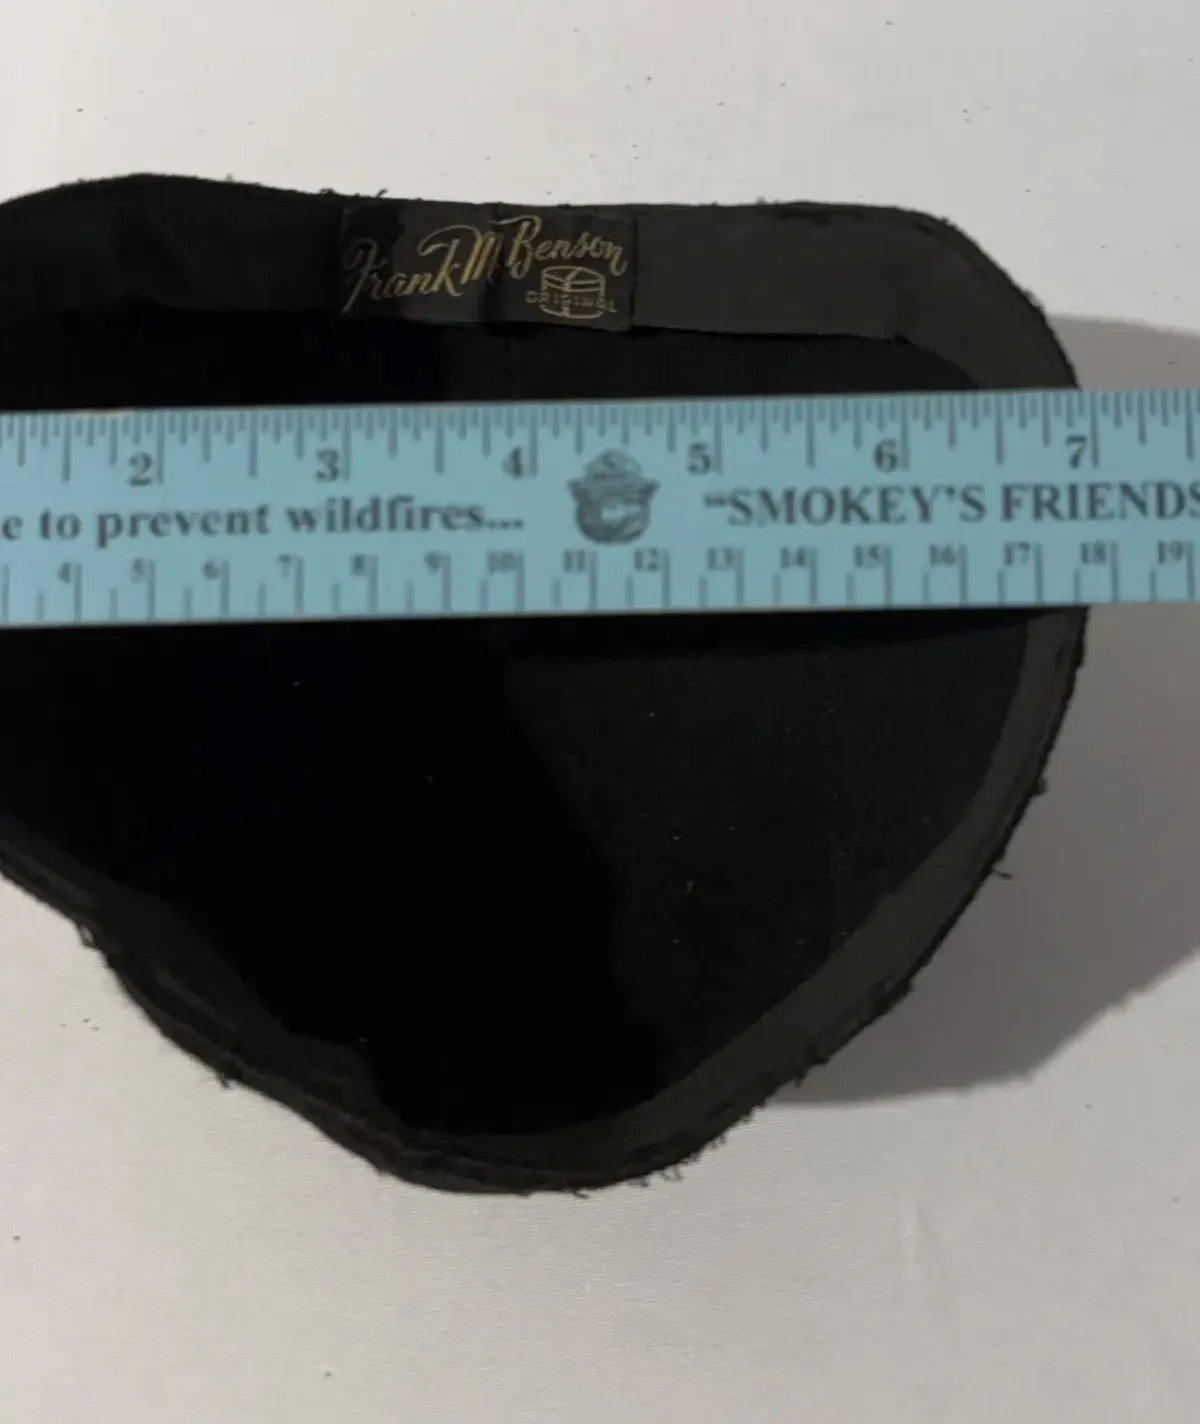 Frank M Benson
ORIGINAL
2 3 4 5 6 7
e to prevent wildfires... “SMOKEY’S FRIENDS
4 5 6 7 8 9 10 11 12 13 14 15 16 17 18 19